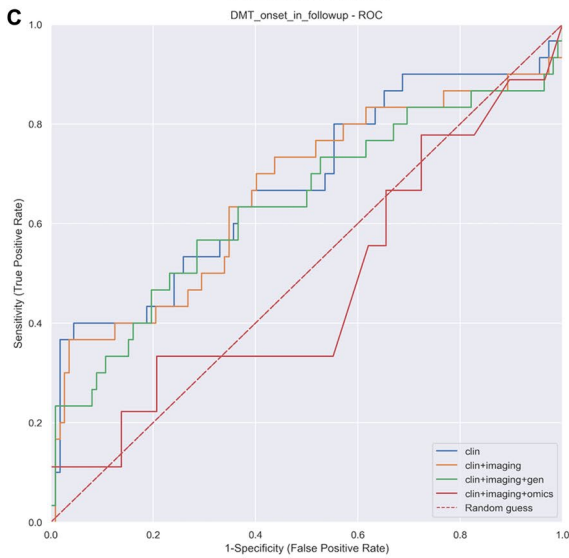 C
DMT_onset_in_followup - ROC
Sensitivity (True Positive Rate)
1.0
0.8
0.6
0.4
0.2
0.0
0.0 0.2 0.4 0.6 0.8 1.0
1-Specificity (False Positive Rate)
clin
clin+imaging
clin+imaging+gen
clin+imaging+omics
Random guess